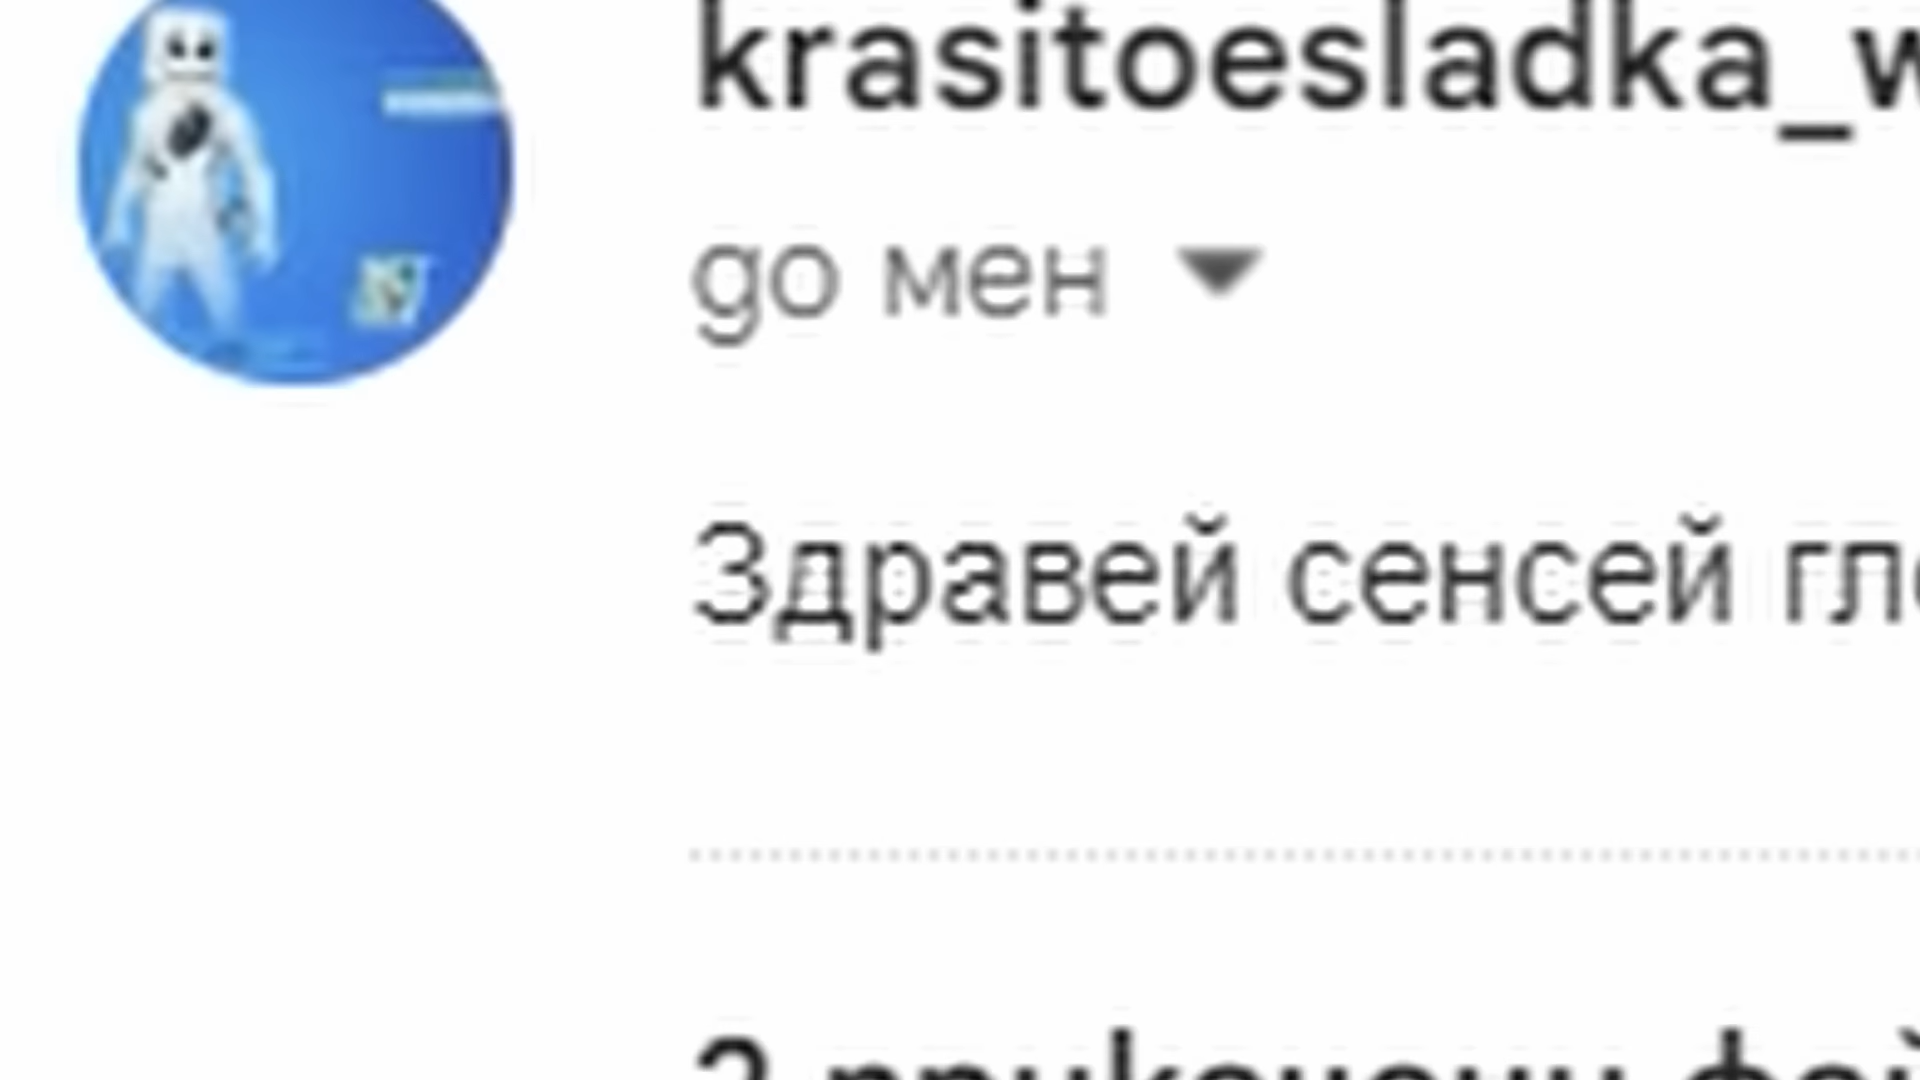 krasitoesladka_w
до мен
Здравей сенсей гл